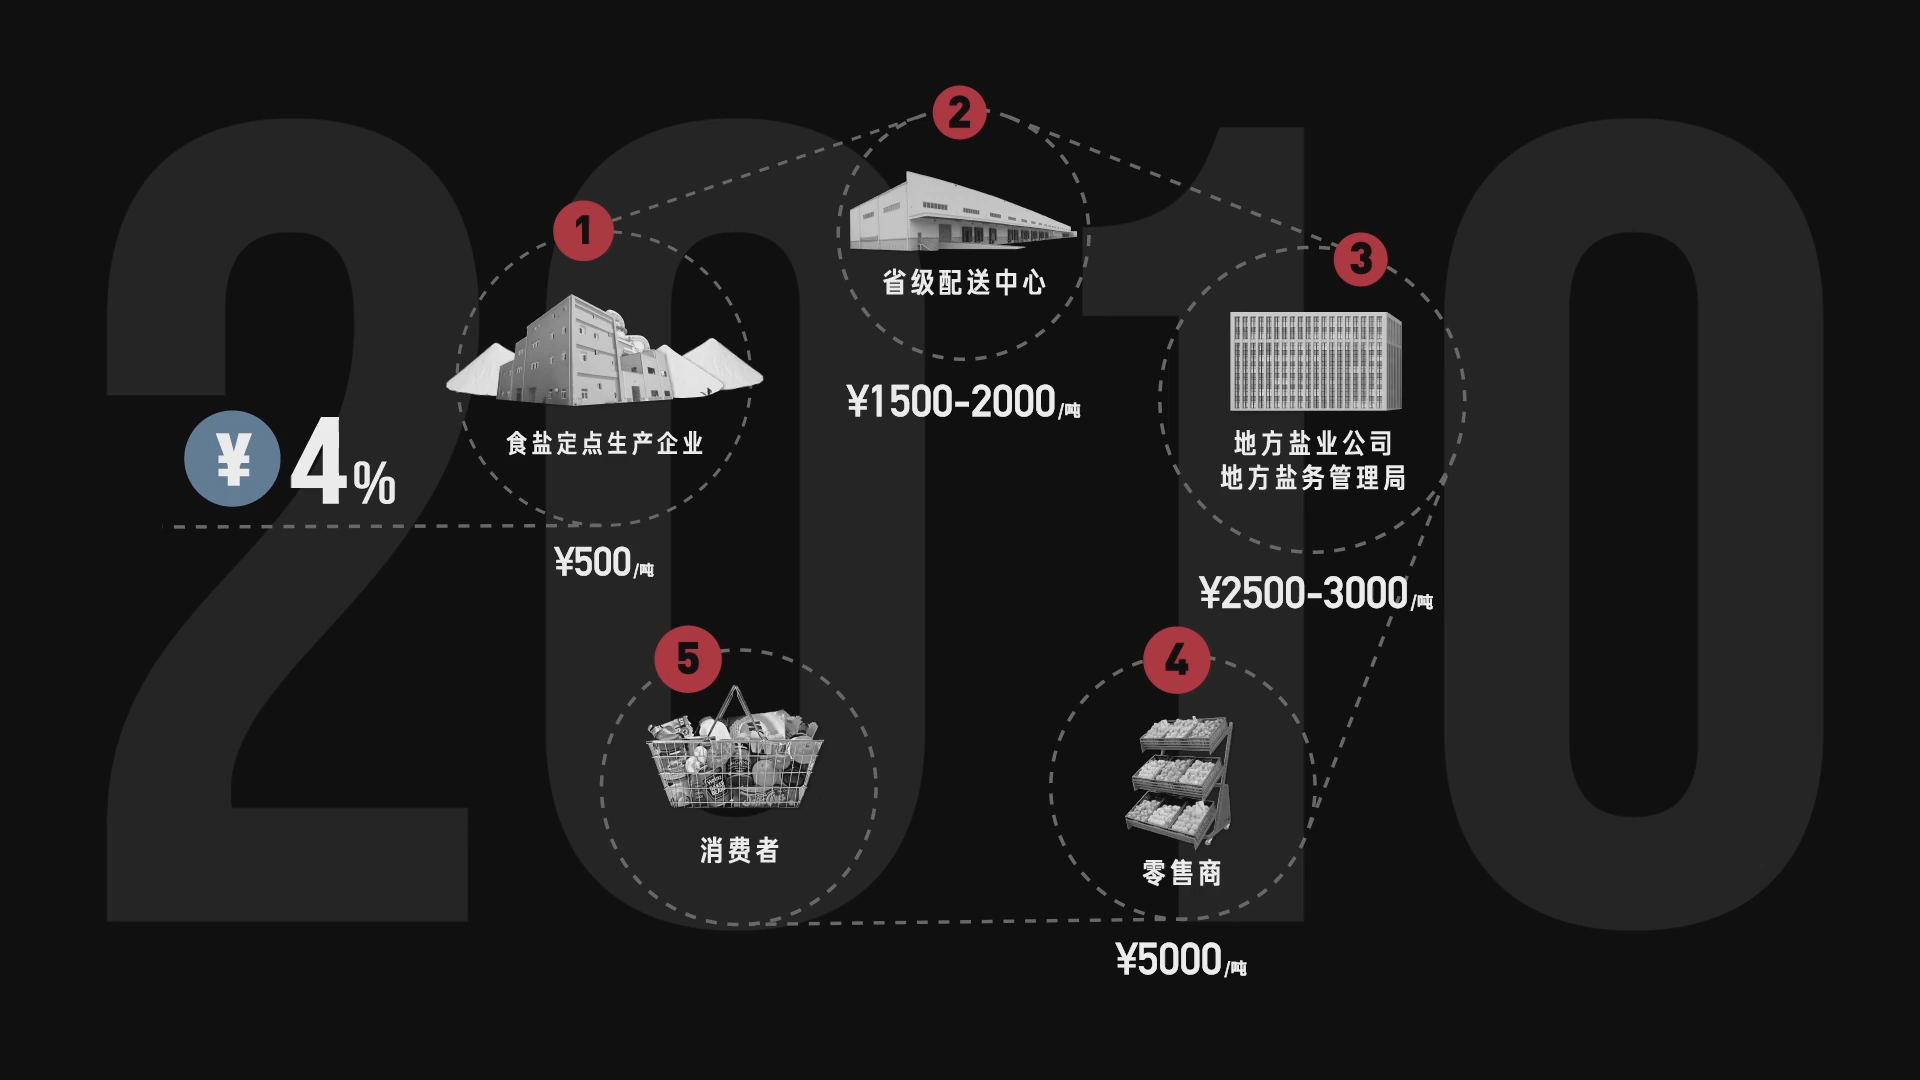 2010
¥ 4%
1
食盐定点生产企业
¥500/吨
2
省级配送中心
¥1500-2000/吨
3
地方盐业公司
地方盐务管理局
¥2500-3000/吨
4
零售商
¥5000/吨
5
消费者